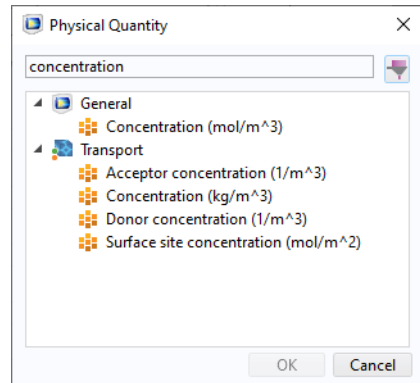 Physical Quantity
concentration
General
Concentration (mol/m^3)
Transport
Acceptor concentration (1/m^3)
Concentration (kg/m^3)
Donor concentration (1/m^3)
Surface site concentration (mol/m^2)
OK Cancel